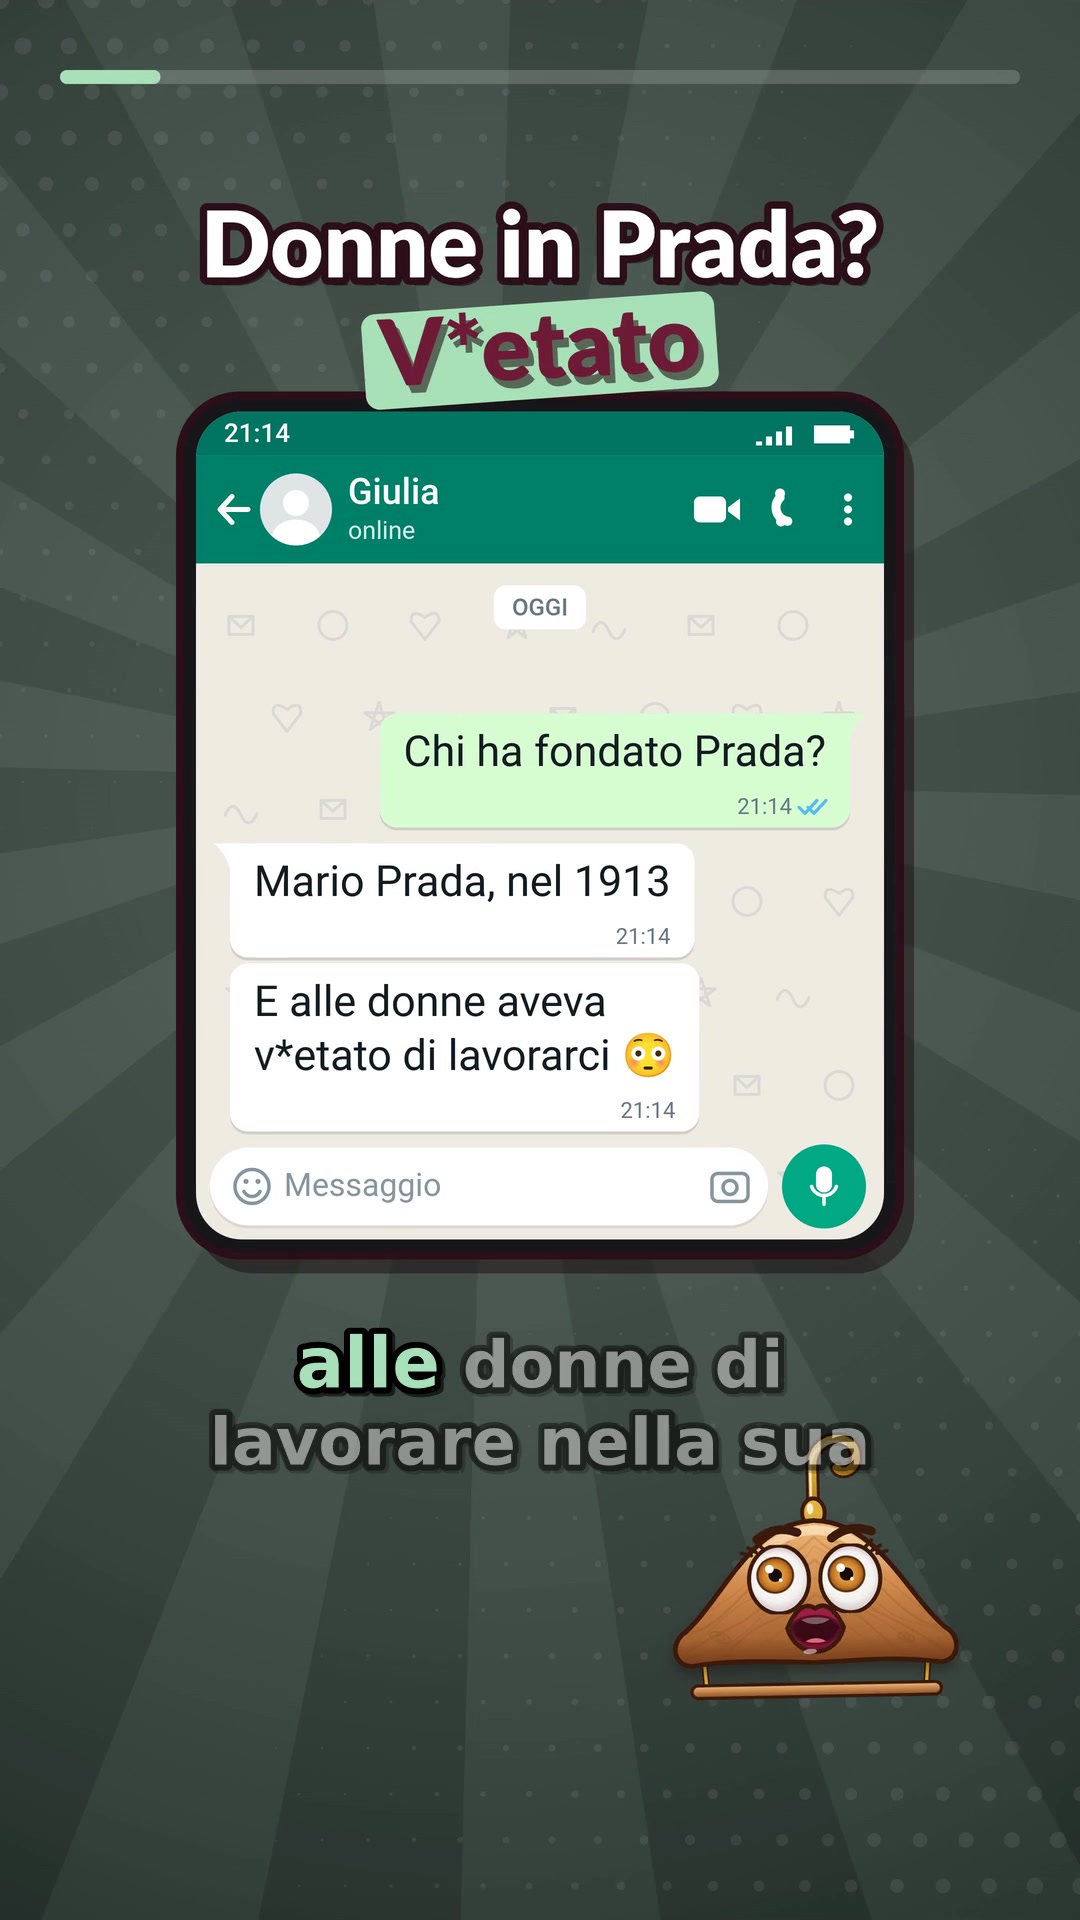 Donne in Prada?
V*etato
21:14
Giulia
online
OGGI
Chi ha fondato Prada?
21:14
Mario Prada, nel 1913
21:14
E alle donne aveva
v*etato di lavorarci 😳
21:14
Messaggio
alle donne di
lavorare nella sua